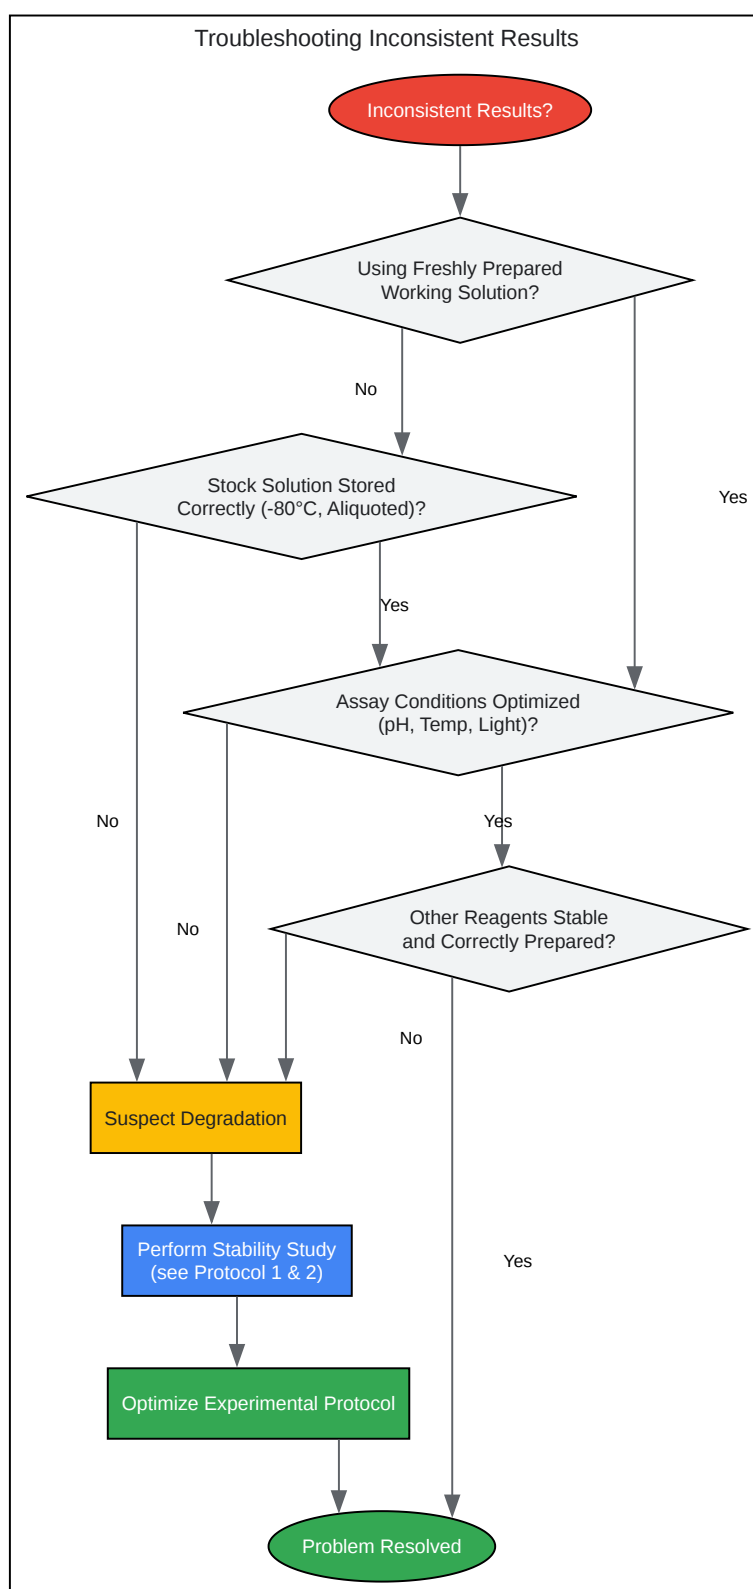 Troubleshooting Inconsistent Results
Inconsistent Results?
Using Freshly Prepared
Working Solution?
No
Stock Solution Stored
Correctly (-80°C, Aliquoted)?
Yes
Yes
Assay Conditions Optimized
(pH, Temp, Light)?
No
Yes
Other Reagents Stable
and Correctly Prepared?
No
No
Suspect Degradation
Perform Stability Study
(see Protocol 1 & 2)
Yes
Optimize Experimental Protocol
Problem Resolved